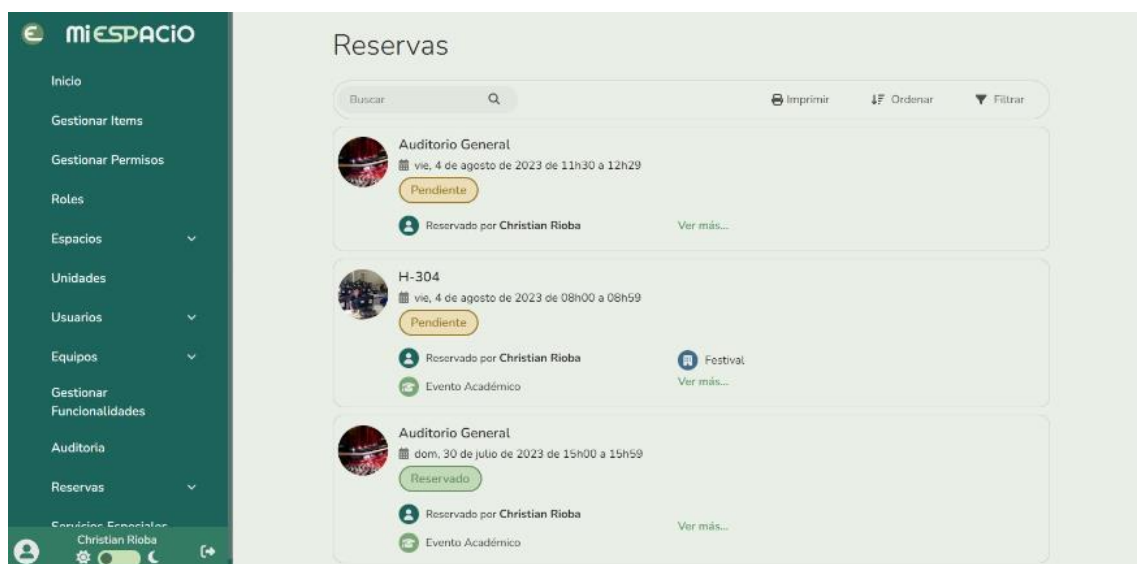 MIESPACIO
Inicio
Gestionar Items
Gestionar Permisos
Roles
Espacios
Unidades
Usuarios
Equipos
Gestionar
Funcionalidades
Auditoria
Reservas
Servicios Especiales
Christian Rioba
Reservas
Buscar
Imprimir
Ordenar
Filtrar
Auditorio General
vie, 4 de agosto de 2023 de 11h30 a 12h29
Pendiente
Reservado por Christian Rioba
Ver más...
H-304
vie, 4 de agosto de 2023 de 08h00 a 08h59
Pendiente
Reservado por Christian Rioba
Festival
Evento Académico
Ver más...
Auditorio General
dom, 30 de julio de 2023 de 15h00 a 15h59
Reservado
Reservado por Christian Rioba
Ver más...
Evento Académico